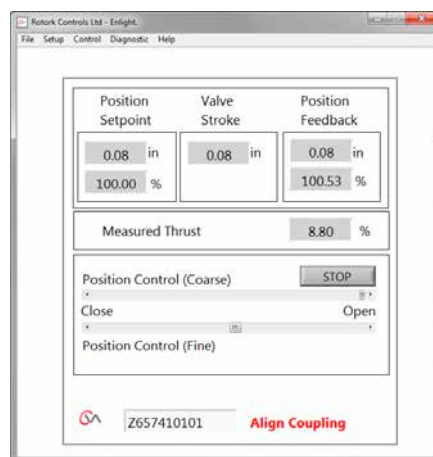 Rotork Controls Ltd - Enlight.
File Setup Control Diagnostic Help
Position Setpoint
Valve Stroke
Position Feedback
0.08 in
0.08 in
0.08 in
100.00 %
100.53 %
Measured Thrust 8.80 %
Position Control (Coarse) STOP
Close Open
Position Control (Fine)
Z657410101 Align Coupling